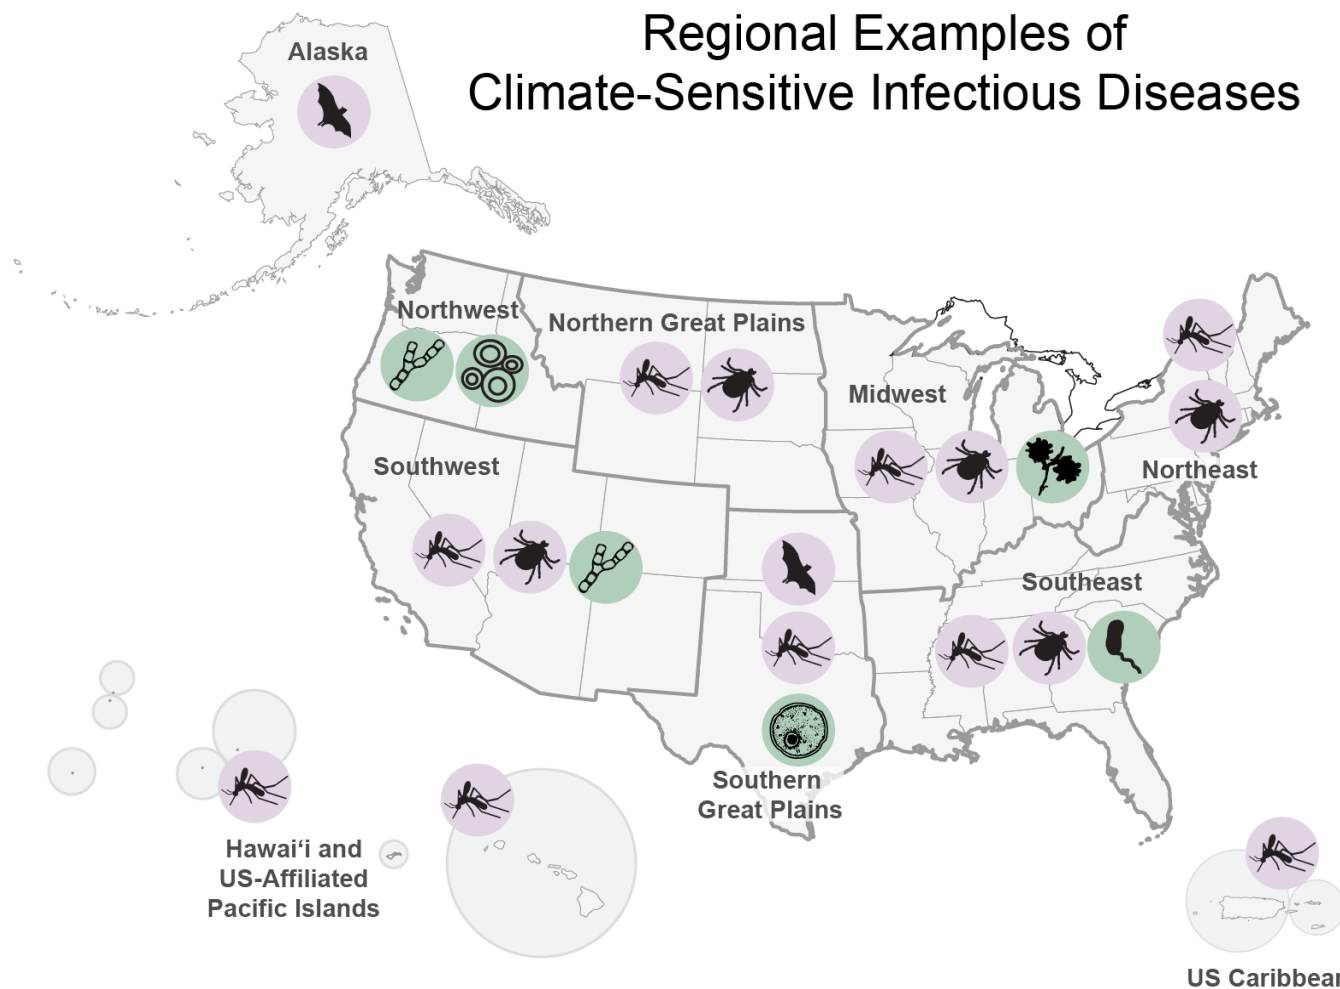 Regional Examples of
Climate-Sensitive Infectious Diseases
Alaska
Northwest
Northern Great Plains
Midwest
Southwest
Northeast
Southeast
Southern
Great Plains
Hawaiʻi and
US-Affiliated
Pacific Islands
US Caribbean